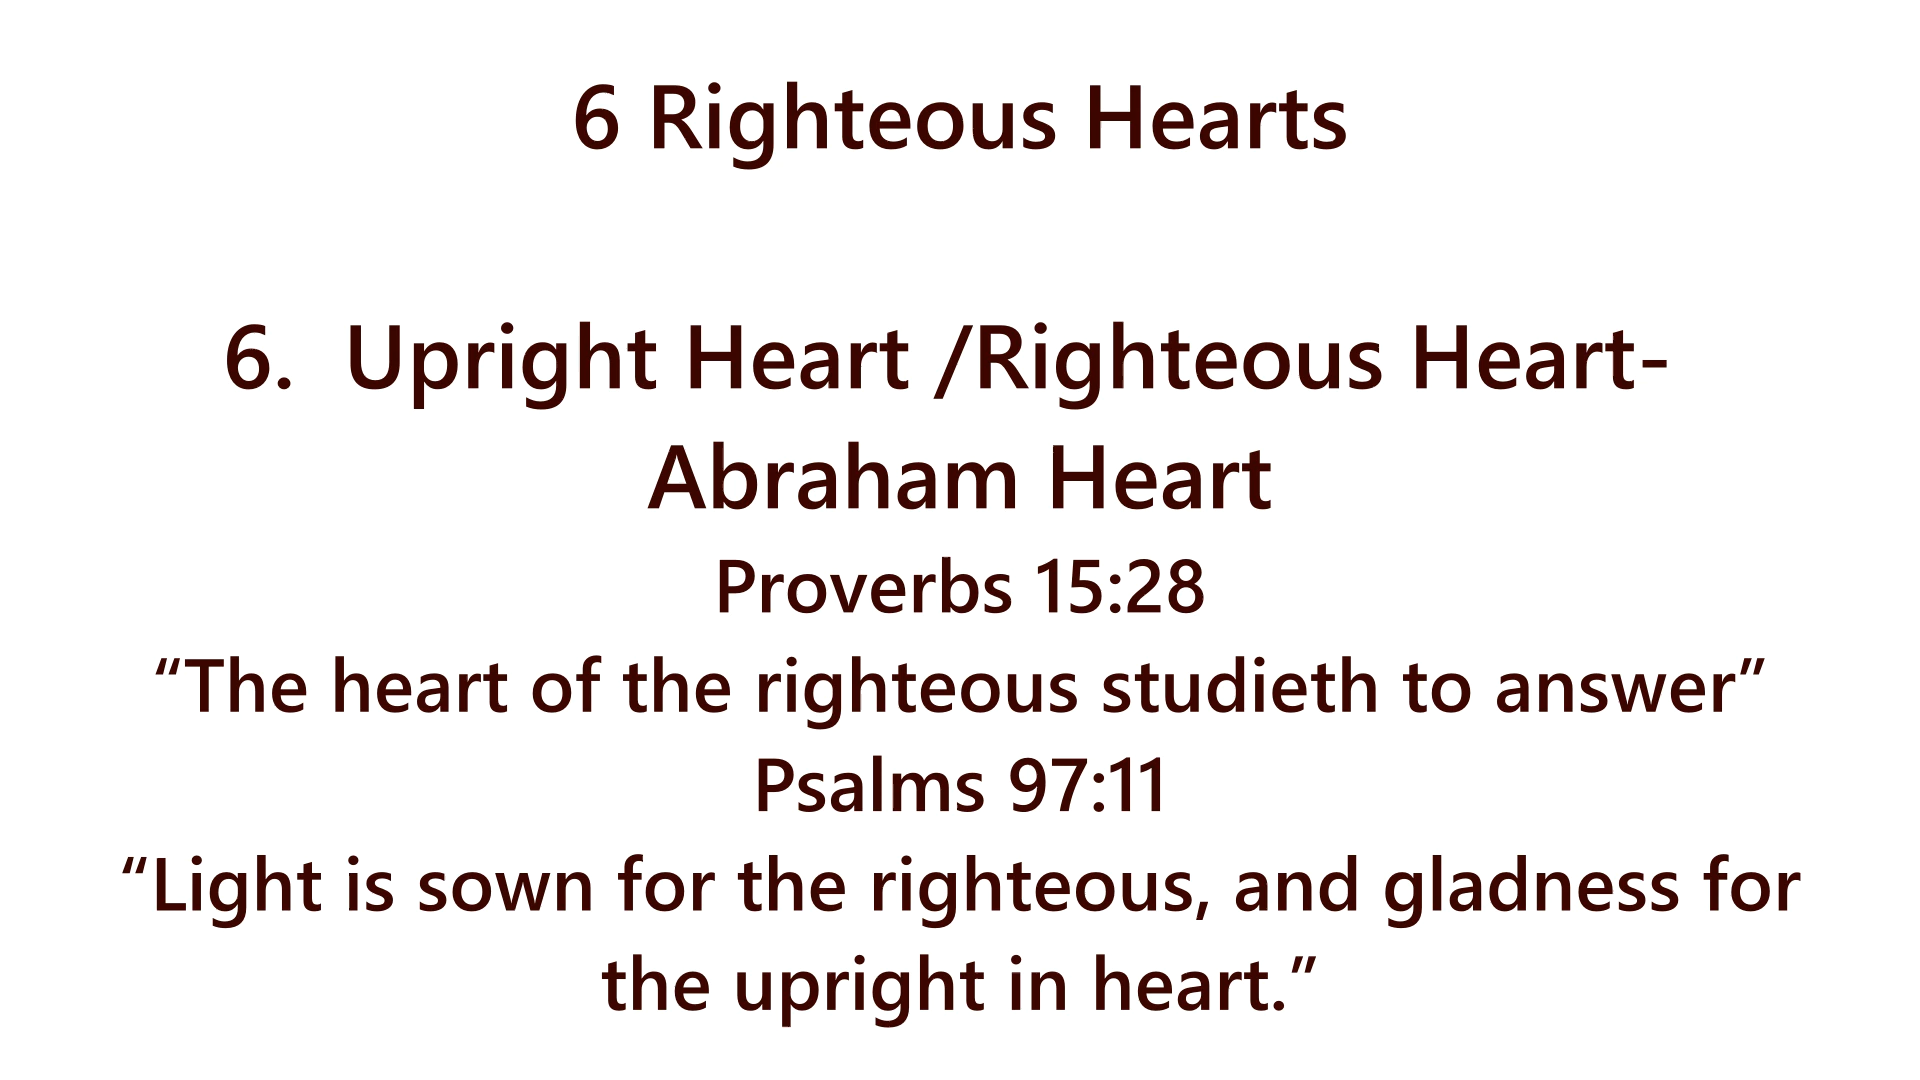 6 Righteous Hearts
6.  Upright Heart /Righteous Heart-
Abraham Heart
Proverbs 15:28
“The heart of the righteous studieth to answer”
Psalms 97:11
“Light is sown for the righteous, and gladness for
the upright in heart.”